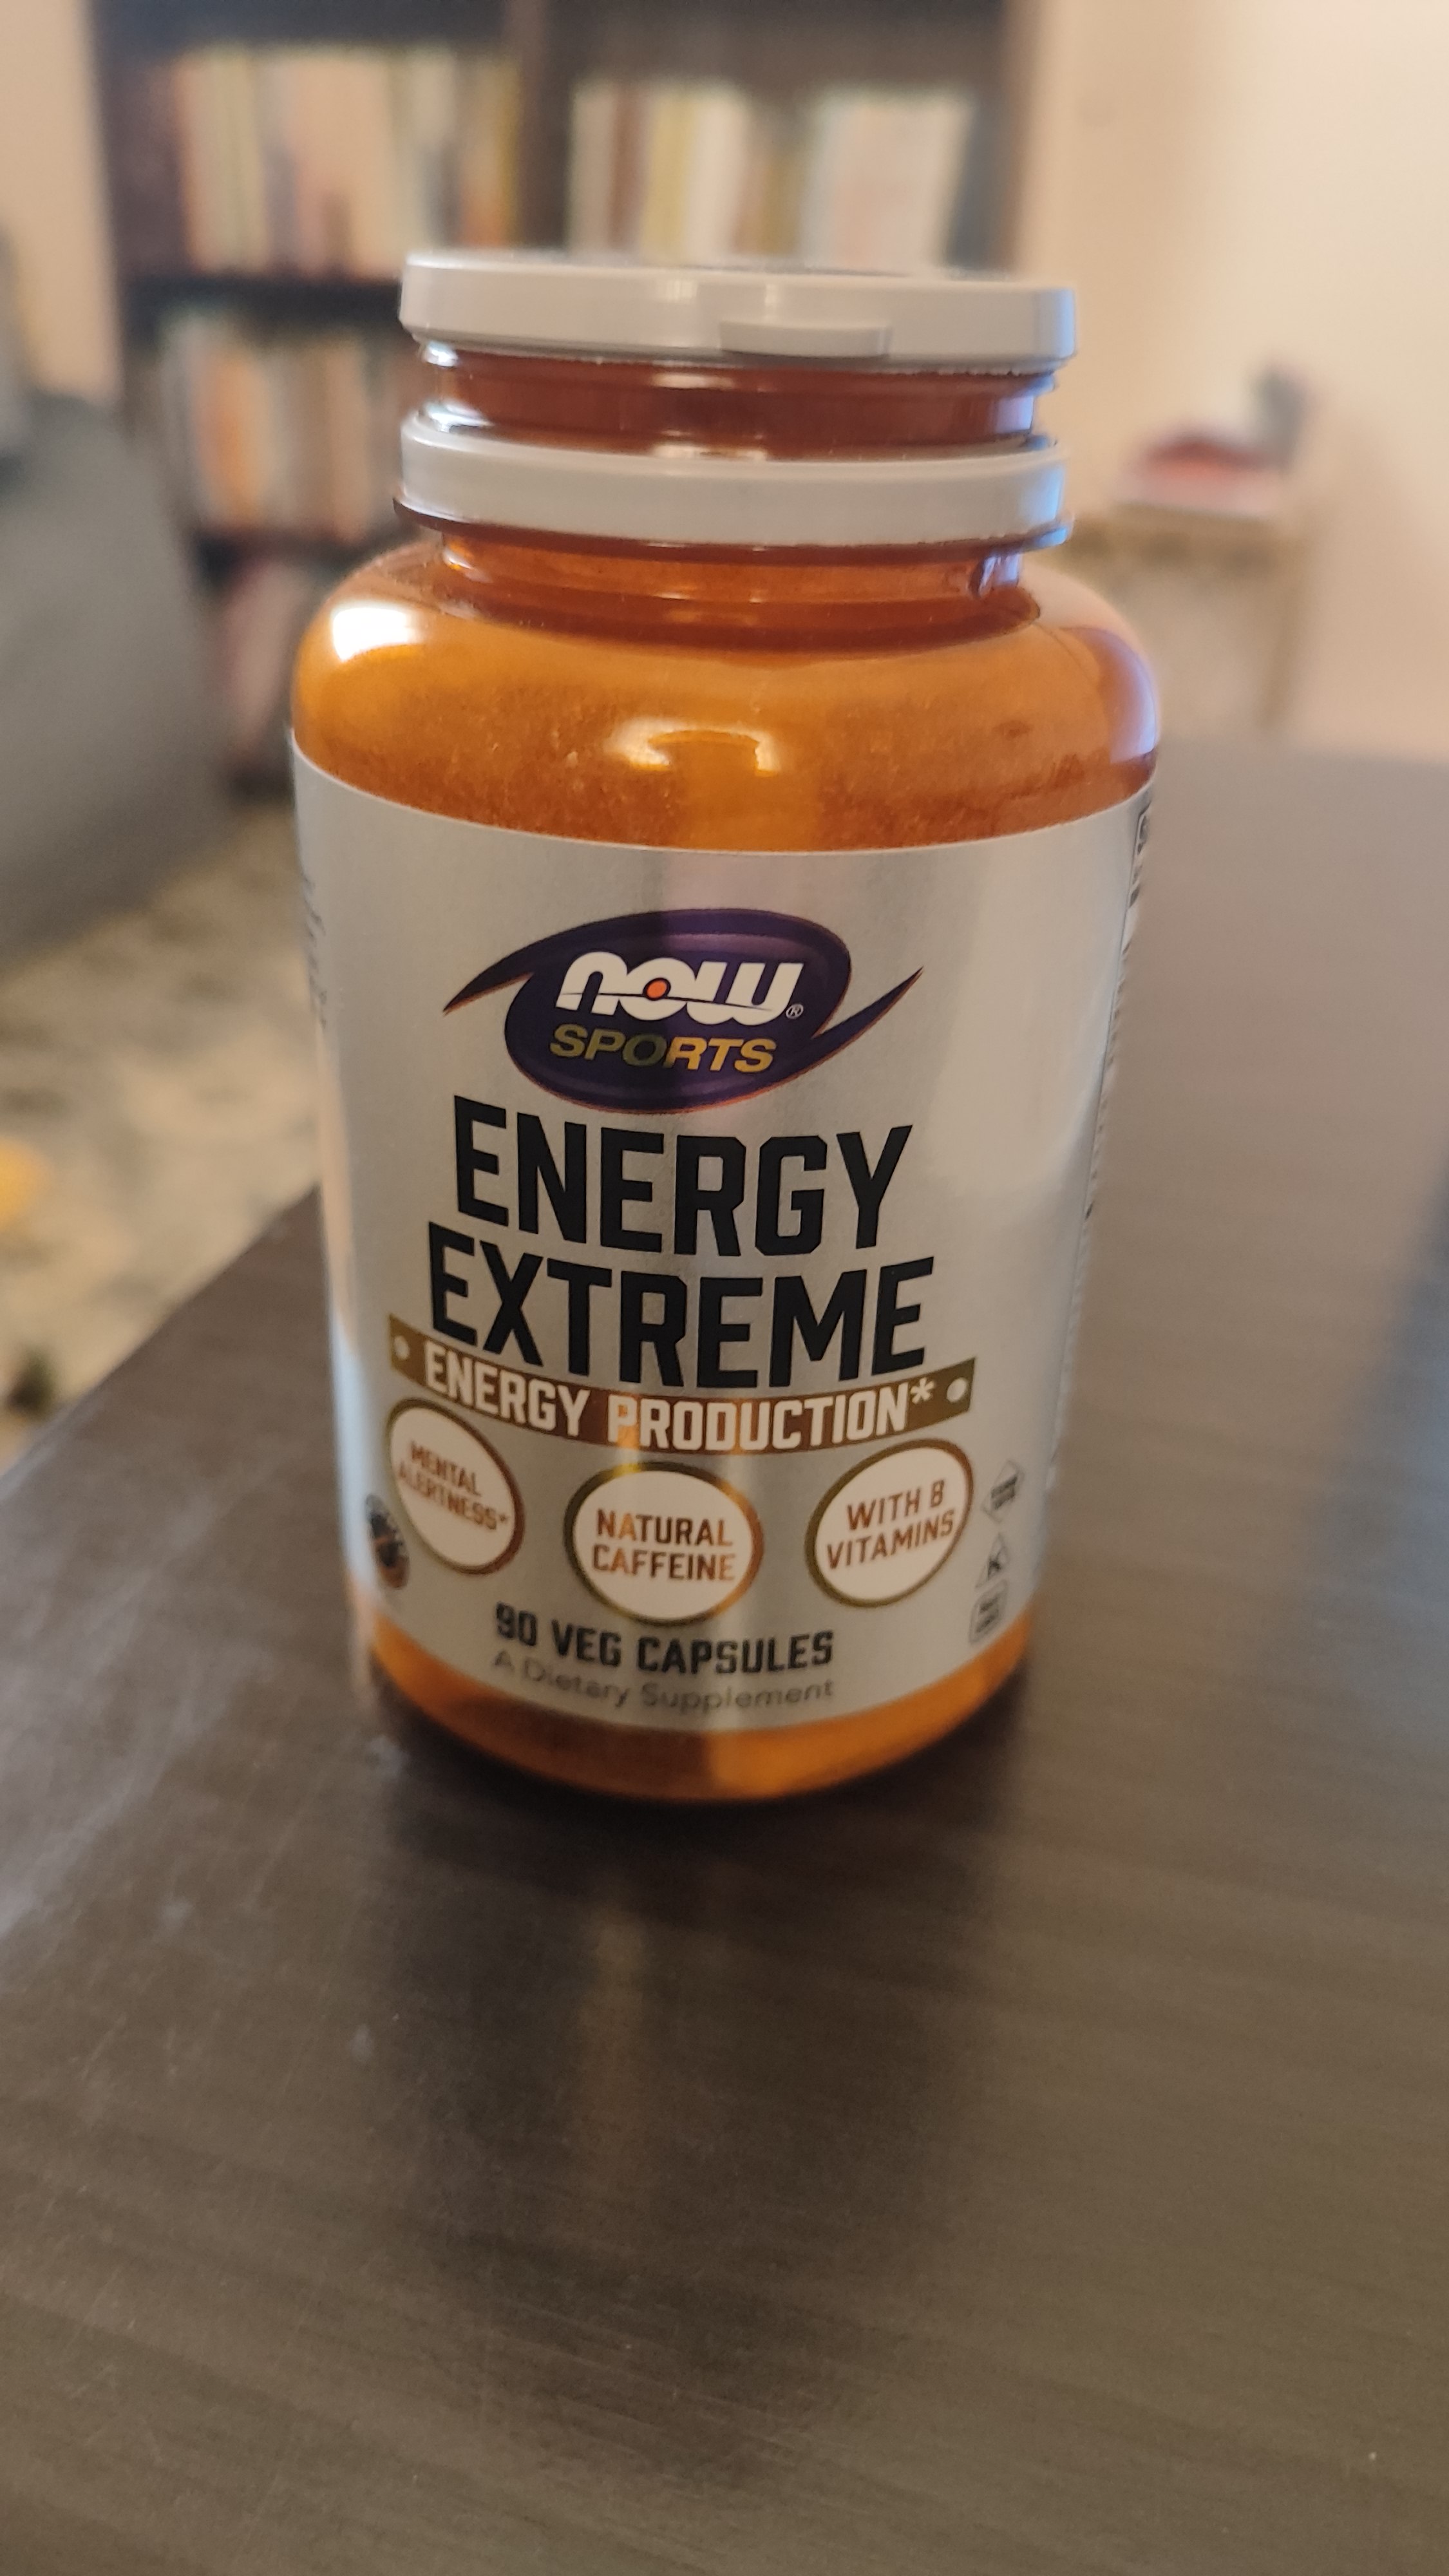 NOW®
SPORTS
ENERGY
EXTREME
ENERGY PRODUCTION*
MENTAL
ALERTNESS*
NATURAL
CAFFEINE
WITH B
VITAMINS
K
90 VEG CAPSULES
A Dietary Supplement